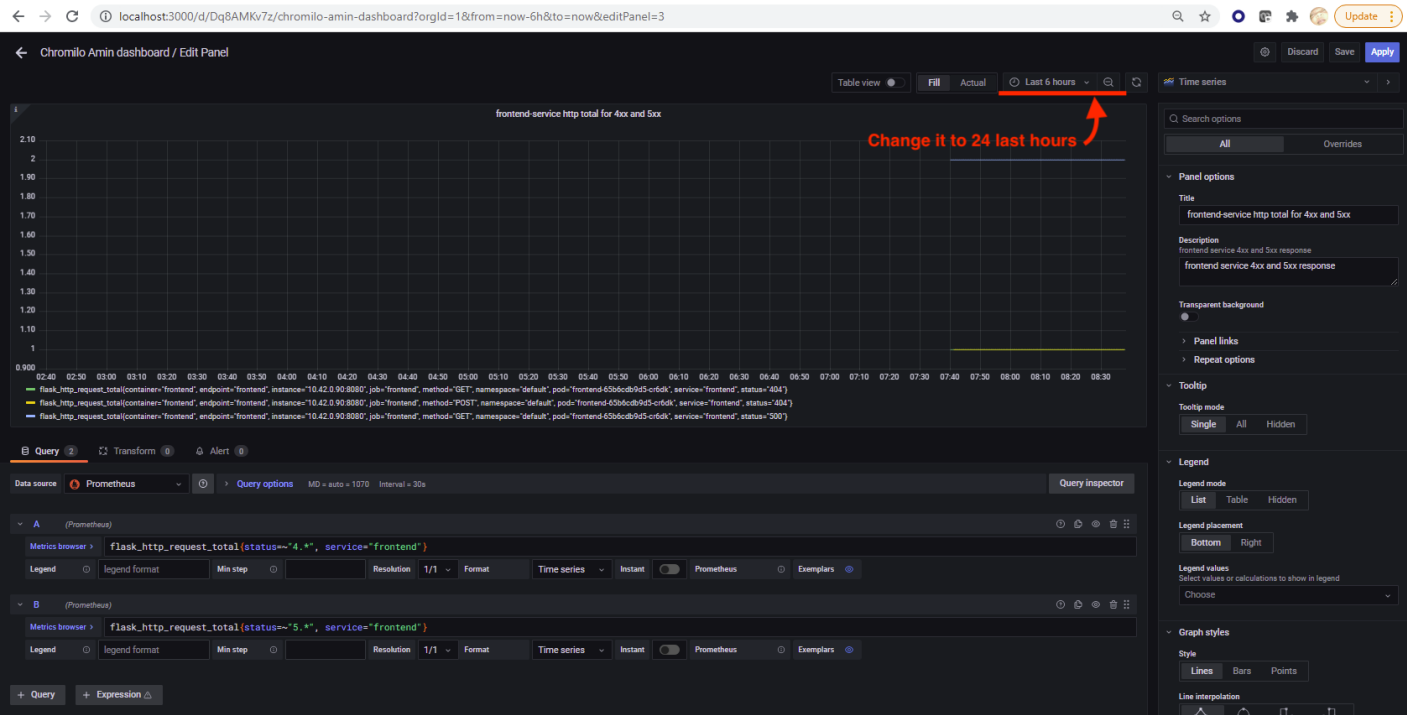 localhost:3000/d/Dq8AMKv7z/chromilo-amin-dashboard?orgId=1&from=now-6h&to=now&editPanel=3
Update
Chromilo Amin dashboard / Edit Panel
Discard Save Apply
Table view Fill Actual Last 6 hours
Time series
frontend-service http total for 4xx and 5xx
Change it to 24 last hours
2.10
2
1.90
1.80
1.70
1.60
1.50
1.40
1.30
1.20
1.10
1
0.900
02:40 02:50 03:00 03:10 03:20 03:30 03:40 03:50 04:00 04:10 04:20 04:30 04:40 04:50 05:00 05:10 05:20 05:30 05:40 05:50 06:00 06:10 06:20 06:30 06:40 06:50 07:00 07:10 07:20 07:30 07:40 07:50 08:00 08:10 08:20 08:30
flask_http_request_total{container="frontend", endpoint="frontend", instance="10.42.0.90:8080", job="frontend", method="GET", namespace="default", pod="frontend-65b6cdb9d5-cr6dk", service="frontend", status="404"}
flask_http_request_total{container="frontend", endpoint="frontend", instance="10.42.0.90:8080", job="frontend", method="POST", namespace="default", pod="frontend-65b6cdb9d5-cr6dk", service="frontend", status="404"}
flask_http_request_total{container="frontend", endpoint="frontend", instance="10.42.0.90:8080", job="frontend", method="GET", namespace="default", pod="frontend-65b6cdb9d5-cr6dk", service="frontend", status="500"}
Query 2 Transform 0 Alert 0
Data source Prometheus Query options MD = auto = 1070 Interval = 30s Query inspector
A (Prometheus)
Metrics browser > flask_http_request_total{status=~"4.*", service="frontend"}
Legend legend format Min step Resolution 1/1 Format Time series Instant Prometheus Exemplars
B (Prometheus)
Metrics browser > flask_http_request_total{status=~"5.*", service="frontend"}
Legend legend format Min step Resolution 1/1 Format Time series Instant Prometheus Exemplars
+ Query + Expression
Search options
All Overrides
Panel options
Title
frontend-service http total for 4xx and 5xx
Description
frontend service 4xx and 5xx response
frontend service 4xx and 5xx response
Transparent background
Panel links
Repeat options
Tooltip
Tooltip mode
Single All Hidden
Legend
Legend mode
List Table Hidden
Legend placement
Bottom Right
Legend values
Select values or calculations to show in legend
Choose
Graph styles
Style
Lines Bars Points
Line interpolation